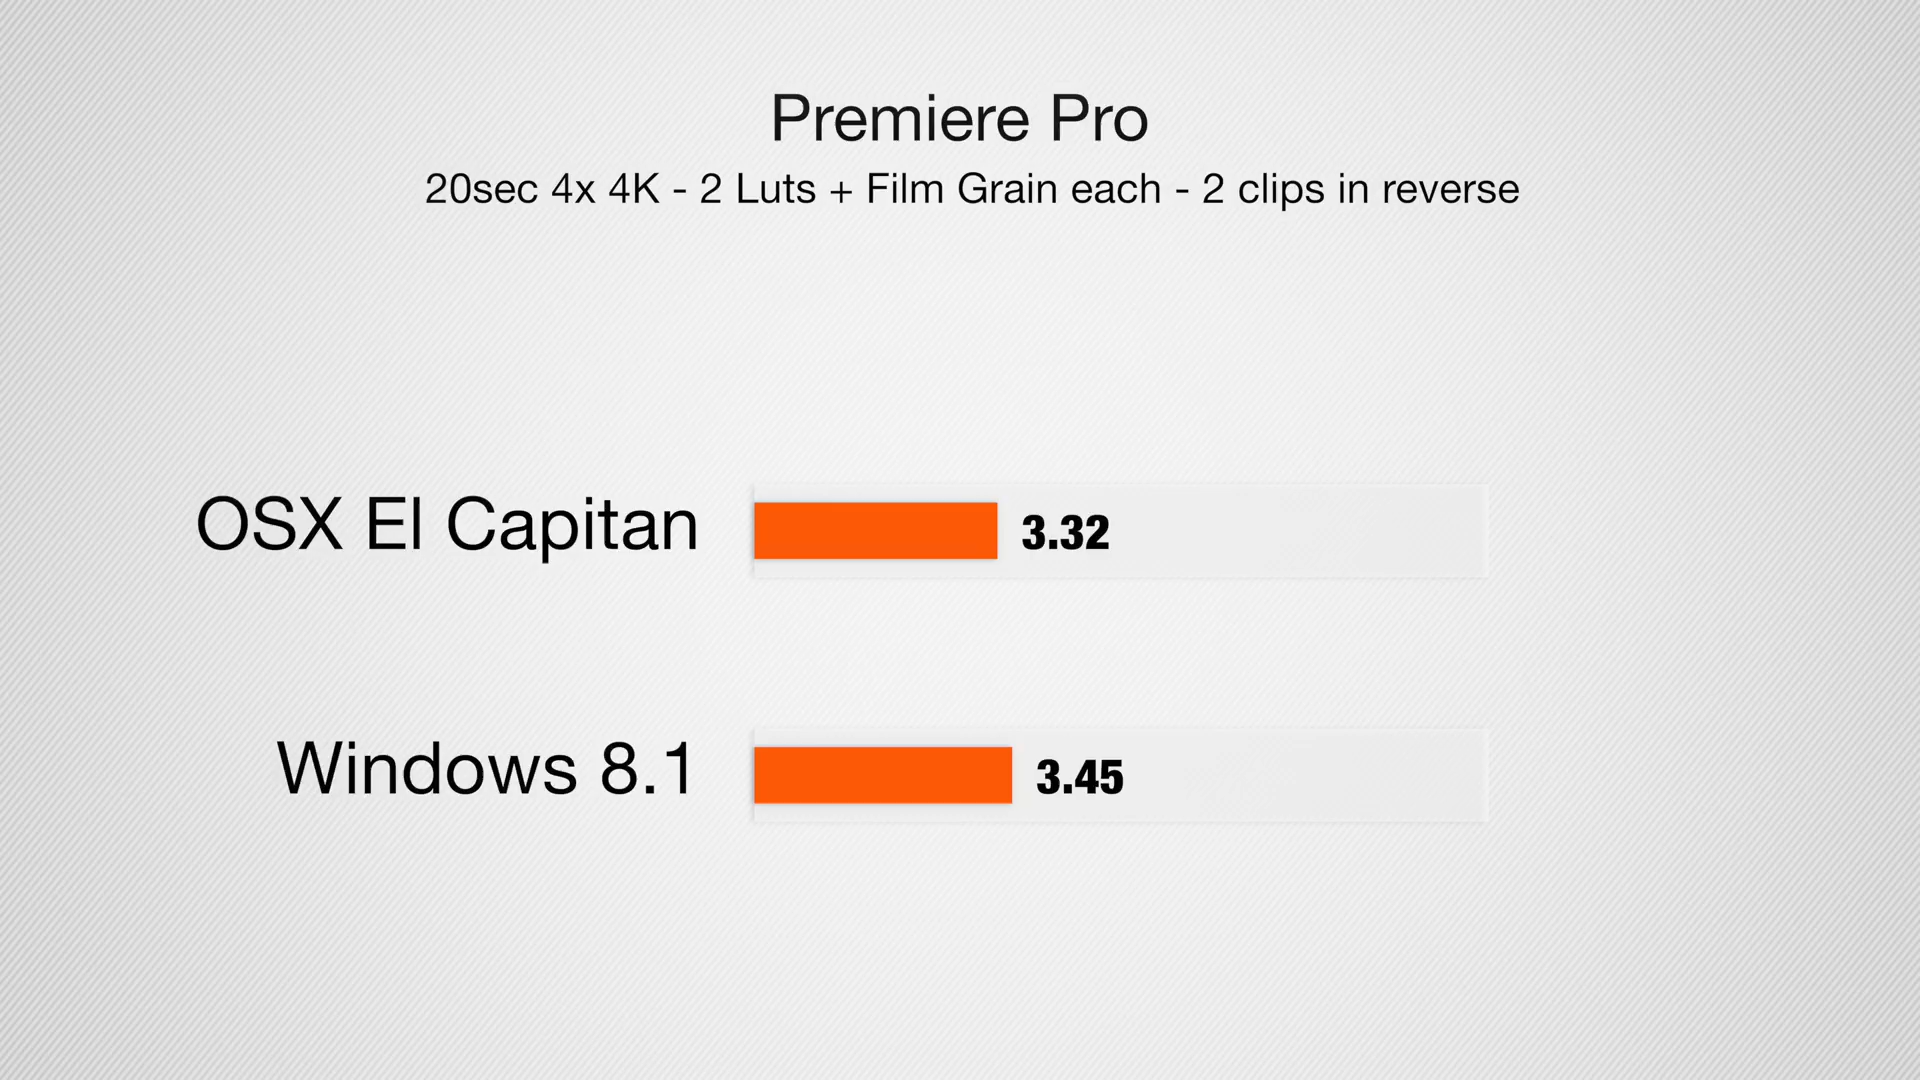 Premiere Pro
20sec 4x 4K - 2 Luts + Film Grain each - 2 clips in reverse
OSX El Capitan 3.32
Windows 8.1 3.45